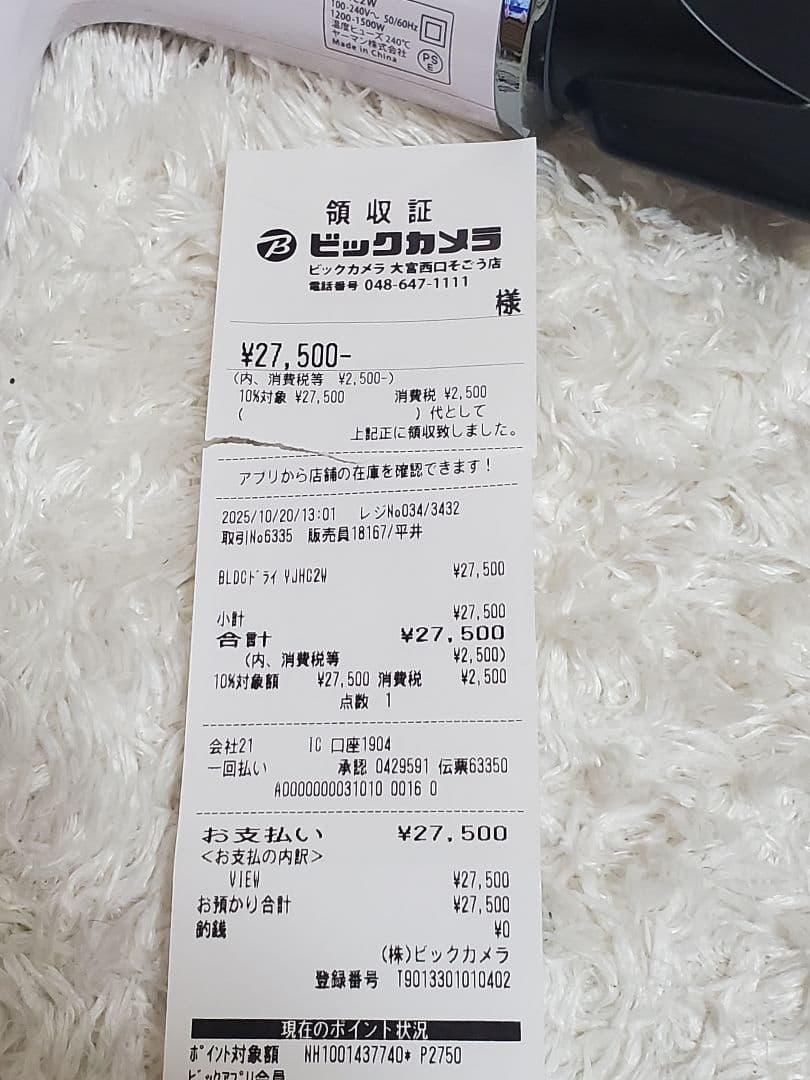 C2W
100-240V～ 50/60Hz
1200-1500W
温度ヒューズ 240℃
ヤーマン株式会社
Made in China
PS
E
領収証
B ビックカメラ
ビックカメラ 大宮西口そごう店
電話番号 048-647-1111
様
¥27,500-
(内、消費税等 ¥2,500-)
10%対象 ¥27,500 消費税 ¥2,500
( )代として
上記正に領収致しました。
アプリから店舗の在庫を確認できます!
2025/10/20/13:01 レジNo034/3432
取引No6335 販売員18167/平井
BLDCドライ YJHC2W ¥27,500
小計 ¥27,500
合計 ¥27,500
(内、消費税等 ¥2,500)
10%対象額 ¥27,500 消費税 ¥2,500
点数 1
会社21 IC 口座1904
一回払い 承認 0429591 伝票63350
A0000000031010 0016 0
お支払い ¥27,500
<お支払の内訳>
VIEW ¥27,500
お預かり合計 ¥27,500
釣銭 ¥0
(株)ビックカメラ
登録番号 T9013301010402
現在のポイント状況
ポイント対象額 NH1001437740* P2750
ビックアプリ会員